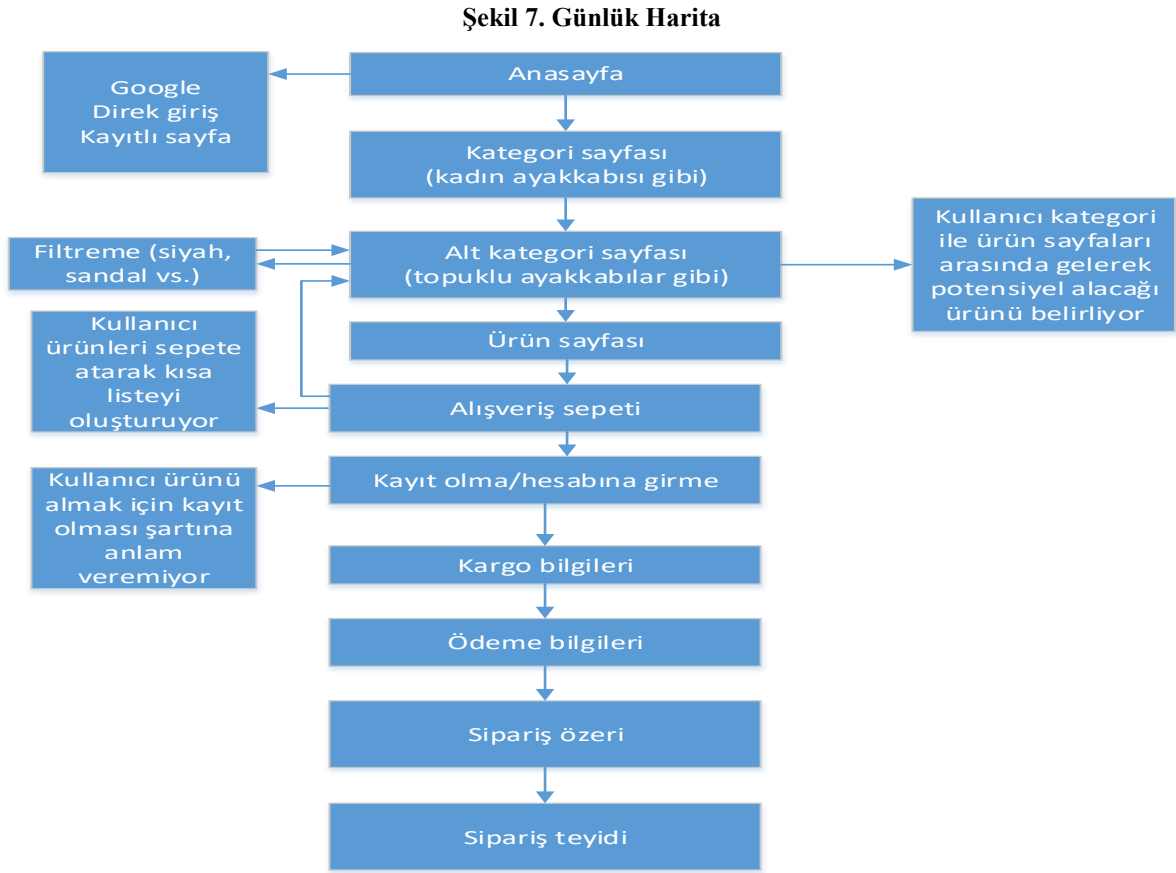 Şekil 7. Günlük Harita
Google
Direk giriş
Kayıtlı sayfa
Anasayfa
Kategori sayfası
(kadın ayakkabısı gibi)
Filtreme (siyah,
sandal vs.)
Alt kategori sayfası
(topuklu ayakkabılar gibi)
Kullanıcı kategori
ile ürün sayfaları
arasında gelerek
potensiyel alacağı
ürünü belirliyor
Ürün sayfası
Kullanıcı
ürünleri sepete
atarak kısa
listeyi
oluşturuyor
Alışveriş sepeti
Kayıt olma/hesabına girme
Kullanıcı ürünü
almak için kayıt
olması şartına
anlam
veremiyor
Kargo bilgileri
Ödeme bilgileri
Sipariş özeri
Sipariş teyidi